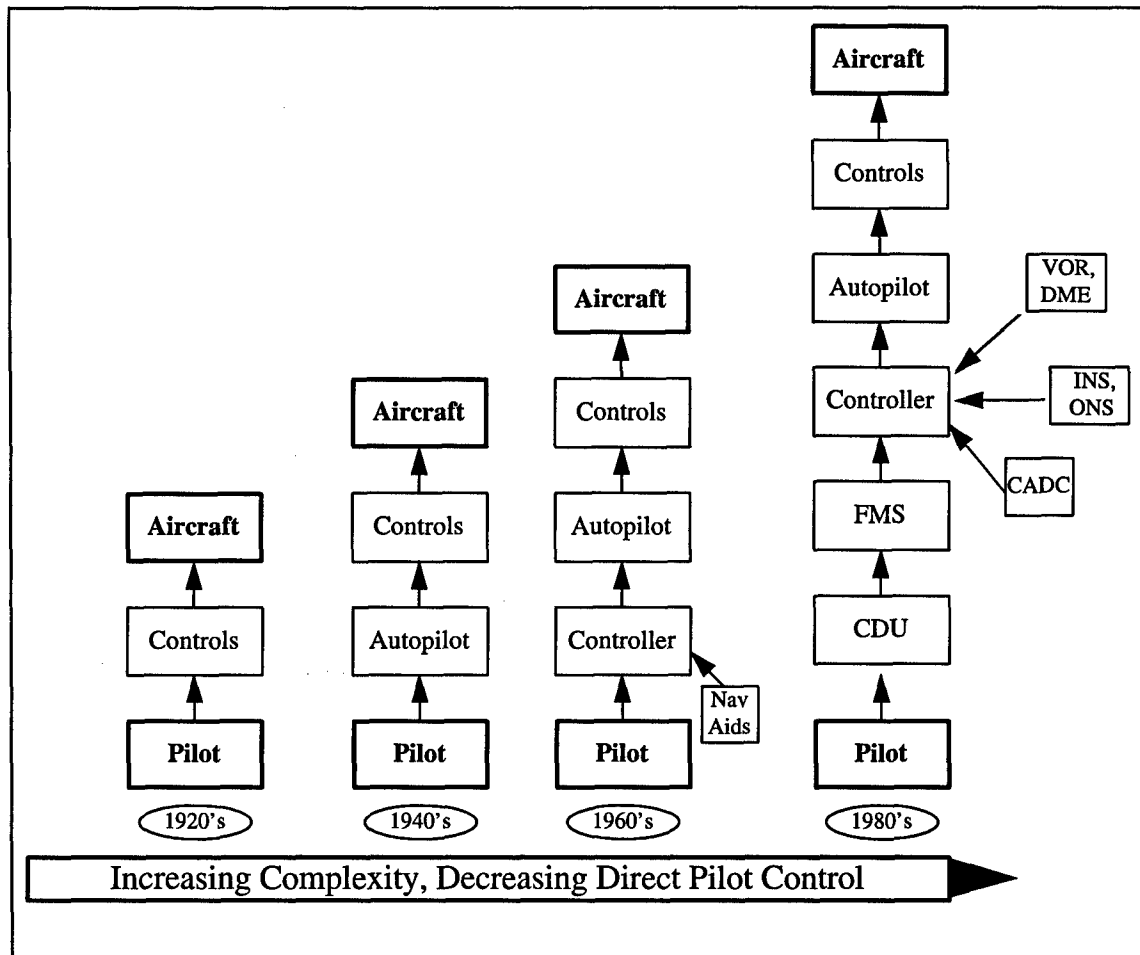 Aircraft
Controls
Pilot
1920's
Aircraft
Controls
Autopilot
Pilot
1940's
Aircraft
Controls
Autopilot
Controller
Nav
Aids
Pilot
1960's
Aircraft
Controls
Autopilot
VOR,
DME
Controller
INS,
ONS
CADC
FMS
CDU
Pilot
1980's
Increasing Complexity, Decreasing Direct Pilot Control